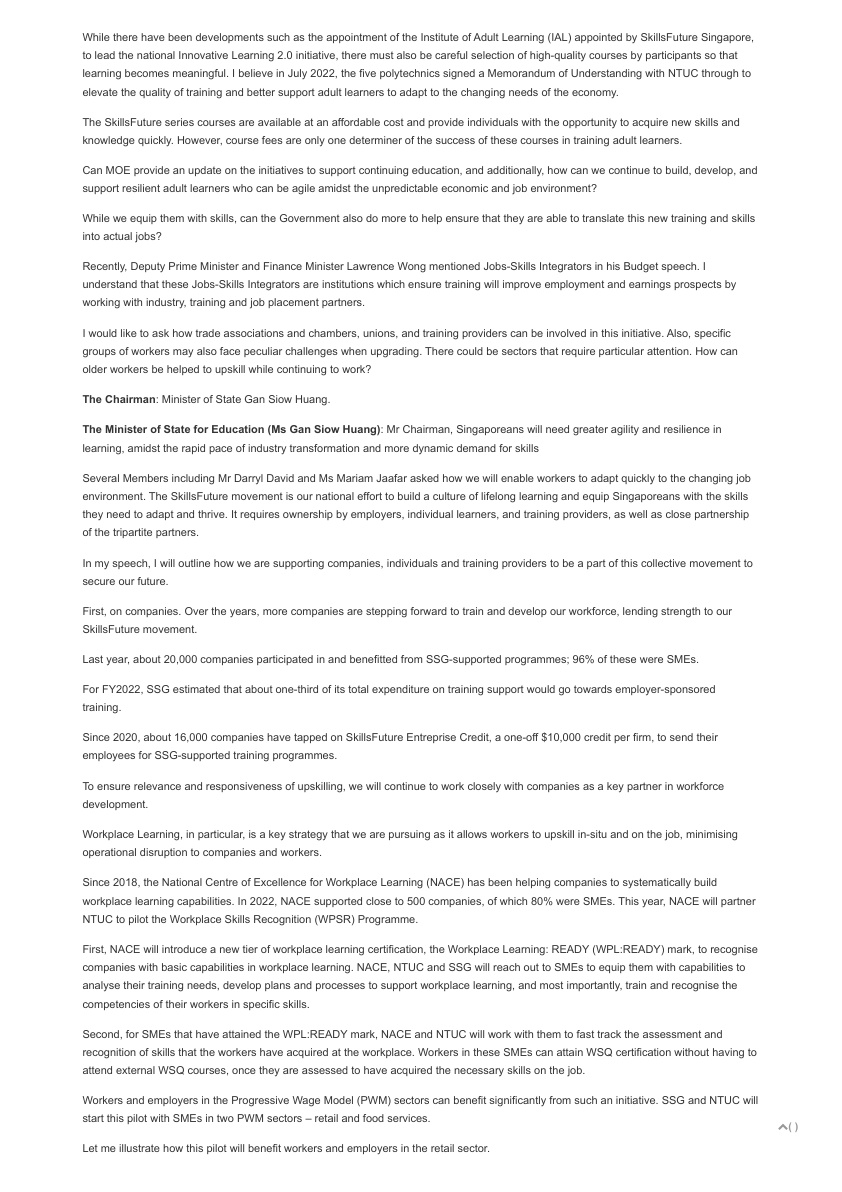 While there have been developments such as the appointment of the Institute of Adult Learning (IAL) appointed by SkillsFuture Singapore,
to lead the national Innovative Learning 2.0 initiative, there must also be careful selection of high-quality courses by participants so that
learning becomes meaningful. I believe in July 2022, the five polytechnics signed a Memorandum of Understanding with NTUC through to
elevate the quality of training and better support adult learners to adapt to the changing needs of the economy.
The SkillsFuture series courses are available at an affordable cost and provide individuals with the opportunity to acquire new skills and
knowledge quickly. However, course fees are only one determiner of the success of these courses in training adult learners.
Can MOE provide an update on the initiatives to support continuing education, and additionally, how can we continue to build, develop, and
support resilient adult learners who can be agile amidst the unpredictable economic and job environment?
While we equip them with skills, can the Government also do more to help ensure that they are able to translate this new training and skills
into actual jobs?
Recently, Deputy Prime Minister and Finance Minister Lawrence Wong mentioned Jobs-Skills Integrators in his Budget speech. I
understand that these Jobs-Skills Integrators are institutions which ensure training will improve employment and earnings prospects by
working with industry, training and job placement partners.
I would like to ask how trade associations and chambers, unions, and training providers can be involved in this initiative. Also, specific
groups of workers may also face peculiar challenges when upgrading. There could be sectors that require particular attention. How can
older workers be helped to upskill while continuing to work?
The Chairman: Minister of State Gan Siow Huang.
The Minister of State for Education (Ms Gan Siow Huang): Mr Chairman, Singaporeans will need greater agility and resilience in
learning, amidst the rapid pace of industry transformation and more dynamic demand for skills
Several Members including Mr Darryl David and Ms Mariam Jaafar asked how we will enable workers to adapt quickly to the changing job
environment. The SkillsFuture movement is our national effort to build a culture of lifelong learning and equip Singaporeans with the skills
they need to adapt and thrive. It requires ownership by employers, individual learners, and training providers, as well as close partnership
of the tripartite partners.
In my speech, I will outline how we are supporting companies, individuals and training providers to be a part of this collective movement to
secure our future.
First, on companies. Over the years, more companies are stepping forward to train and develop our workforce, lending strength to our
SkillsFuture movement.
Last year, about 20,000 companies participated in and benefitted from SSG-supported programmes; 96% of these were SMEs.
For FY2022, SSG estimated that about one-third of its total expenditure on training support would go towards employer-sponsored
training.
Since 2020, about 16,000 companies have tapped on SkillsFuture Entreprise Credit, a one-off $10,000 credit per firm, to send their
employees for SSG-supported training programmes.
To ensure relevance and responsiveness of upskilling, we will continue to work closely with companies as a key partner in workforce
development.
Workplace Learning, in particular, is a key strategy that we are pursuing as it allows workers to upskill in-situ and on the job, minimising
operational disruption to companies and workers.
Since 2018, the National Centre of Excellence for Workplace Learning (NACE) has been helping companies to systematically build
workplace learning capabilities. In 2022, NACE supported close to 500 companies, of which 80% were SMEs. This year, NACE will partner
NTUC to pilot the Workplace Skills Recognition (WPSR) Programme.
First, NACE will introduce a new tier of workplace learning certification, the Workplace Learning: READY (WPL:READY) mark, to recognise
companies with basic capabilities in workplace learning. NACE, NTUC and SSG will reach out to SMEs to equip them with capabilities to
analyse their training needs, develop plans and processes to support workplace learning, and most importantly, train and recognise the
competencies of their workers in specific skills.
Second, for SMEs that have attained the WPL:READY mark, NACE and NTUC will work with them to fast track the assessment and
recognition of skills that the workers have acquired at the workplace. Workers in these SMEs can attain WSQ certification without having to
attend external WSQ courses, once they are assessed to have acquired the necessary skills on the job.
Workers and employers in the Progressive Wage Model (PWM) sectors can benefit significantly from such an initiative. SSG and NTUC will
start this pilot with SMEs in two PWM sectors – retail and food services.
( )
Let me illustrate how this pilot will benefit workers and employers in the retail sector.